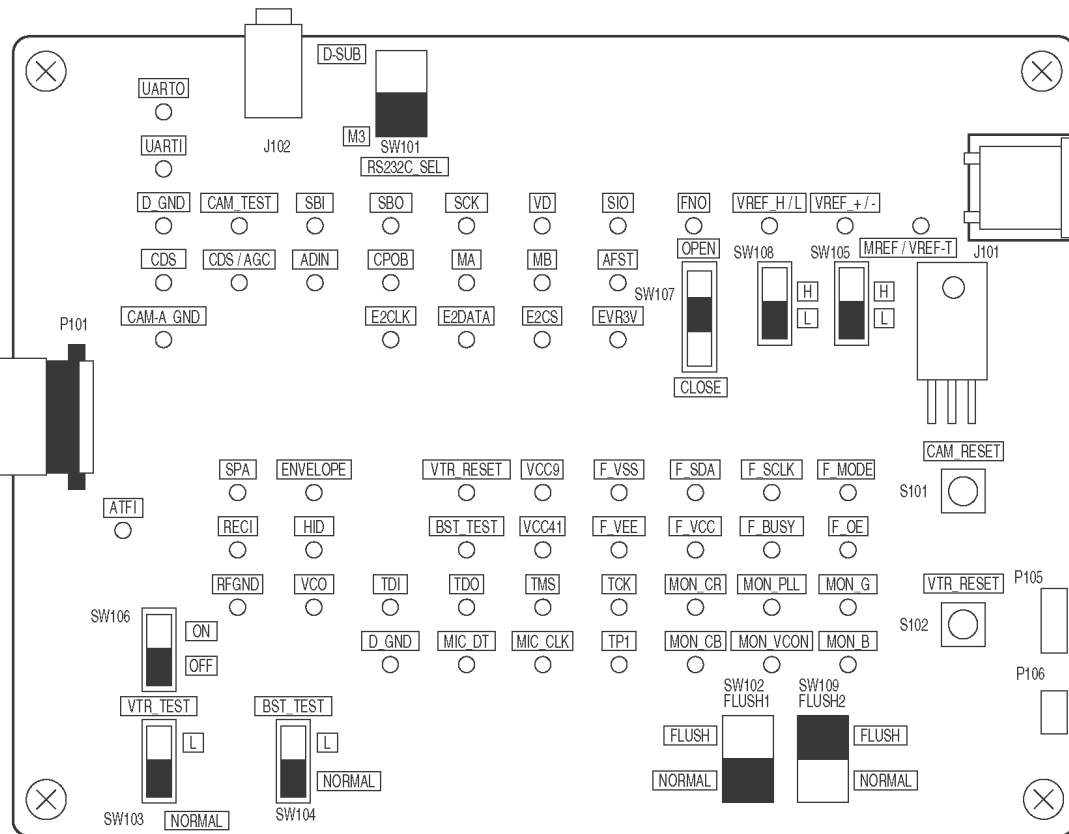 D-SUB
UARTO
UARTI
J102
M3
SW101
RS232C_SEL
D_GND CAM_TEST SBI SBO SCK VD SIO FNO VREF_H / L VREF_+ / -
OPEN SW108 SW105 MREF / VREF-T
J101
CDS CDS / AGC ADIN CPOB MA MB AFST
SW107
H H
L L
CAM-A_GND E2CLK E2DATA E2CS EVR3V
P101
CLOSE
CAM_RESET
S101
SPA ENVELOPE VTR_RESET VCC9 F_VSS F_SDA F_SCLK F_MODE
ATFI
RECI HID BST_TEST VCC41 F_VEE F_VCC F_BUSY F_OE
RFGND VCO TDI TDO TMS TCK MON_CR MON_PLL MON_G VTR_RESET
P105
SW106
ON
S102
D_GND MIC_DT MIC_CLK TP1 MON_CB MON_VCON MON_B
OFF
P106
SW102 SW109
FLUSH1 FLUSH2
VTR_TEST BST_TEST
L L
FLUSH FLUSH
NORMAL NORMAL NORMAL
SW103 NORMAL SW104